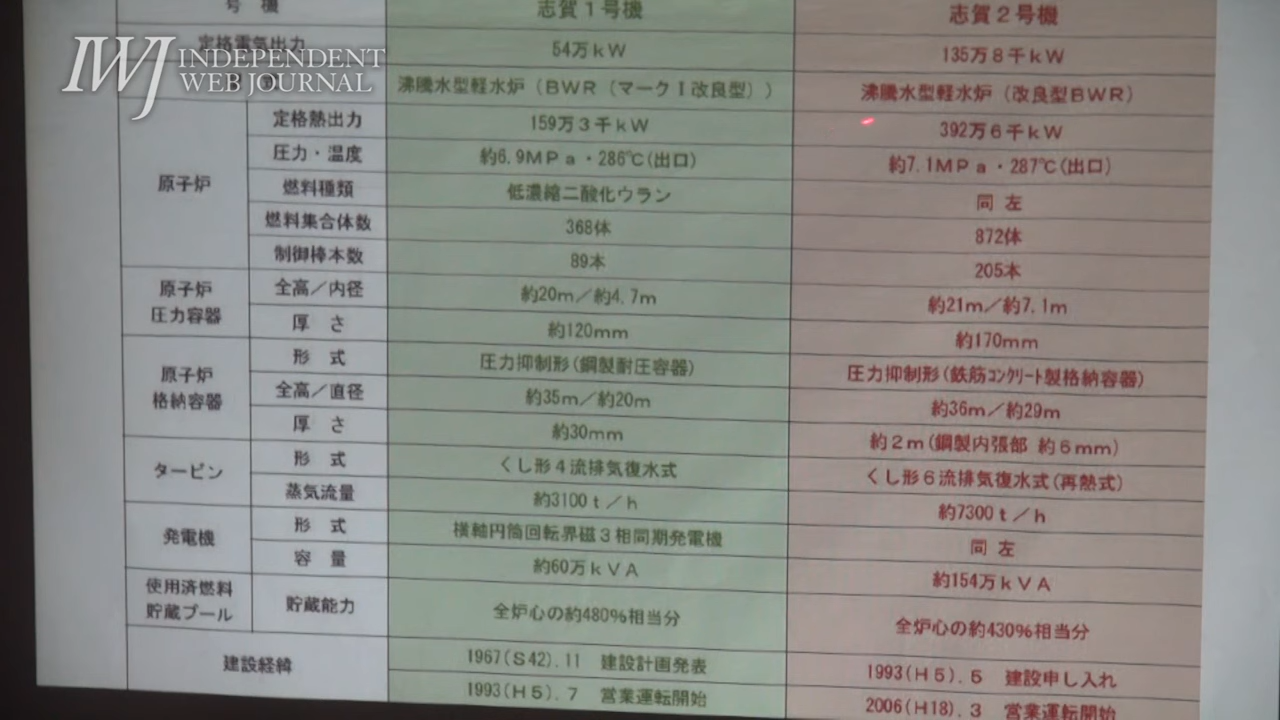 IWJ INDEPENDENT WEB JOURNAL
号 機 志賀1号機 志賀2号機
定格電気出力 54万kW 135万8千kW
沸騰水型軽水炉(BWR(マークⅠ改良型)) 沸騰水型軽水炉(改良型BWR)
原子炉
定格熱出力 159万3千kW 392万6千kW
圧力・温度 約6.9MPa・286℃(出口) 約7.1MPa・287℃(出口)
燃料種類 低濃縮二酸化ウラン 同 左
燃料集合体数 368体 872体
制御棒本数 89本 205本
原子炉
圧力容器
全高/内径 約20m/約4.7m 約21m/約7.1m
厚 さ 約120mm 約170mm
原子炉
格納容器
形 式 圧力抑制形(鋼製耐圧容器) 圧力抑制形(鉄筋コンクリート製格納容器)
全高/直径 約35m/約20m 約36m/約29m
厚 さ 約30mm 約2m(鋼製内張部 約6mm)
タービン
形 式 くし形4流排気復水式 くし形6流排気復水式(再熱式)
蒸気流量 約3100t/h 約7300t/h
発電機
形 式 横軸円筒回転界磁3相同期発電機 同 左
容 量 約60万kVA 約154万kVA
使用済燃料
貯蔵プール
貯蔵能力 全炉心の約480%相当分 全炉心の約430%相当分
建設経緯
1967(S42).11 建設計画発表 1993(H5).5 建設申し入れ
1993(H5).7 営業運転開始 2006(H18).3 営業運転開始